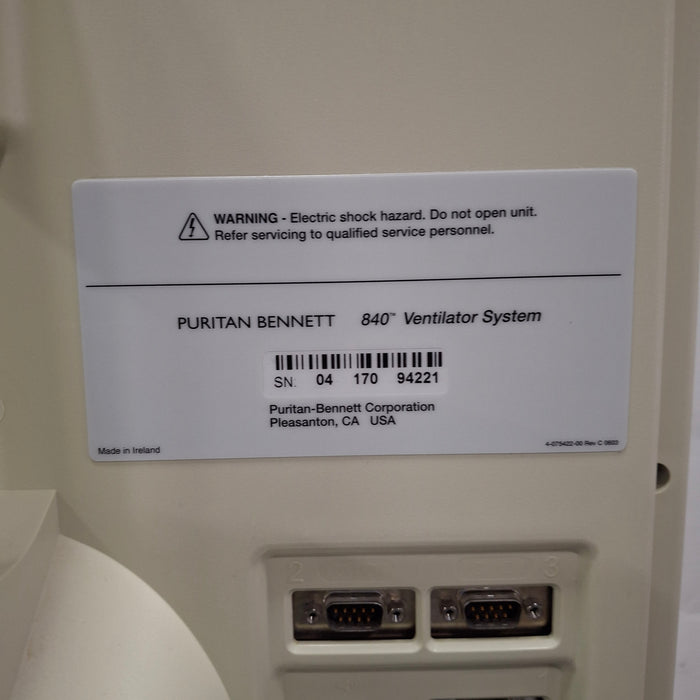 WARNING - Electric shock hazard. Do not open unit.
Refer servicing to qualified service personnel.
PURITAN BENNETT 840™ Ventilator System
SN: 04 170 94221
Puritan-Bennett Corporation
Pleasanton, CA USA
Made in Ireland
4-075422-00 Rev C 0603
2 3